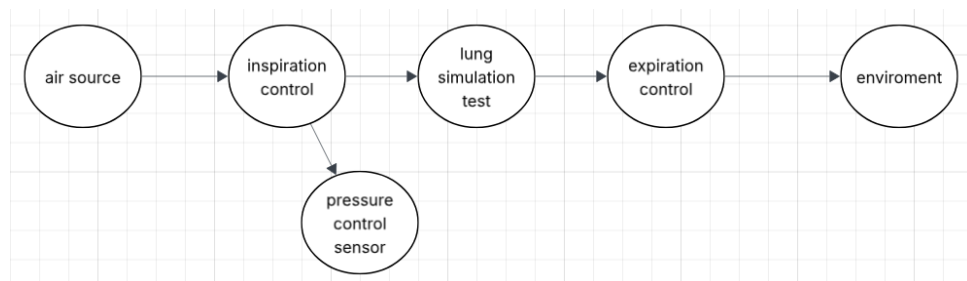 air source
inspiration
control
lung
simulation
test
expiration
control
enviroment
pressure
control
sensor